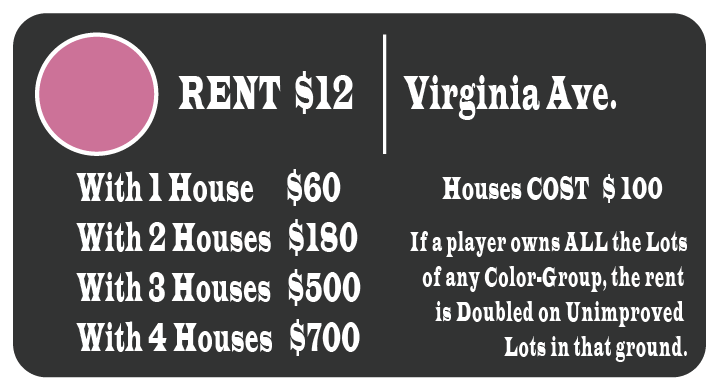 RENT $12
Virginia Ave.
With 1 House $60
With 2 Houses $180
With 3 Houses $500
With 4 Houses $700
Houses COST $100
If a player owns ALL the Lots
of any Color-Group, the rent
is Doubled on Unimproved
Lots in that ground.